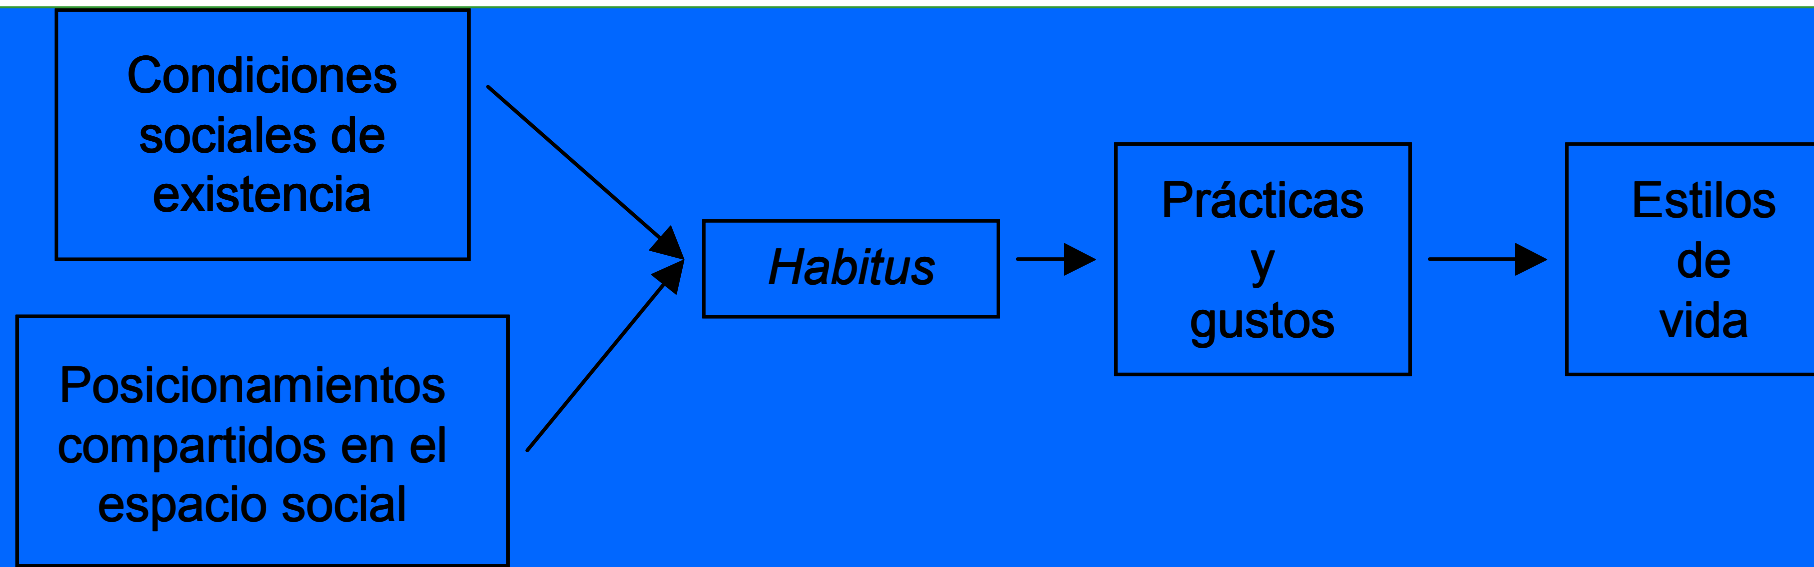 Condiciones
sociales de
existencia
Posicionamientos
compartidos en el
espacio social
Habitus
Prácticas
y
gustos
Estilos
de
vida